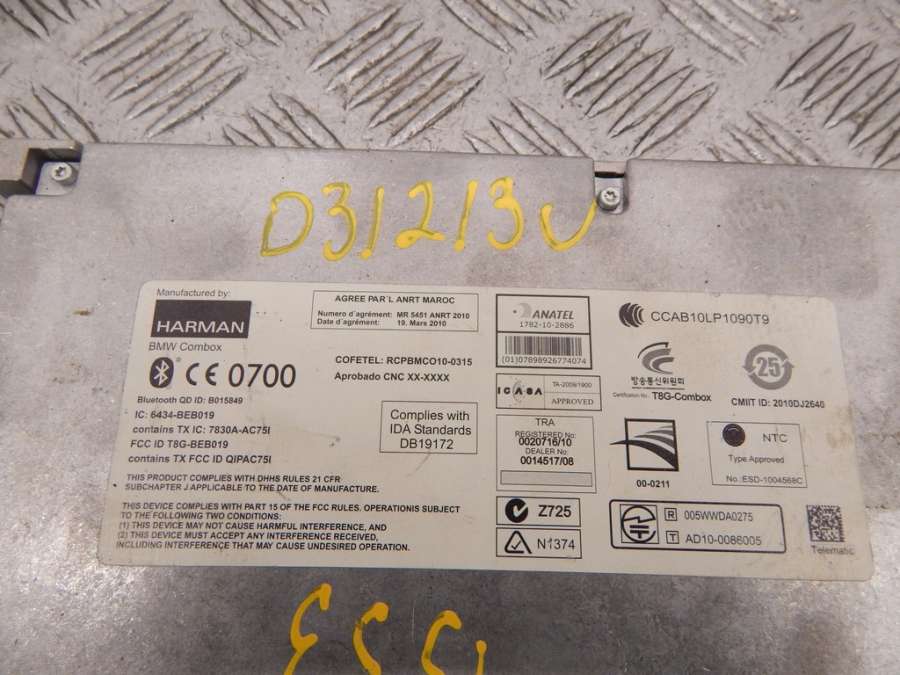 D31213U
Manufactured by:
HARMAN
BMW Combox
CE 0700
Bluetooth QD ID: B015849
IC: 6434-BEB019
contains TX IC: 7830A-AC75I
FCC ID T8G-BEB019
contains TX FCC ID QIPAC75I
THIS PRODUCT COMPLIES WITH DHHS RULES 21 CFR
SUBCHAPTER J APPLICABLE TO THE DATE OF MANUFACTURE.
THIS DEVICE COMPLIES WITH PART 15 OF THE FCC RULES. OPERATIONIS SUBJECT
TO THE FOLLOWING TWO CONDITIONS:
(1) THIS DEVICE MAY NOT CAUSE HARMFUL INTERFERENCE, AND
(2) THIS DEVICE MUST ACCEPT ANY INTERFERENCE RECEIVED,
INCLUDING INTERFERENCE THAT MAY CAUSE UNDESIRED OPERATION.
AGREE PAR´L ANRT MAROC
Numero d´agrément: MR 5451 ANRT 2010
Date d´agrément: 19. Mars 2010
COFETEL: RCPBMCO10-0315
Aprobado CNC XX-XXXX
Complies with
IDA Standards
DB19172
ANATEL
1782-10-2886
(01)07898926774074
ICASA
TA-2009/1900
APPROVED
TRA
REGISTERED No:
0020716/10
DEALER No:
0014517/08
Z725
N1374
CCAB10LP1090T9
방송통신위원회
Certification No.: T8G-Combox
25
CMIIT ID: 2010DJ2640
00-0211
NTC
Type Approved
No.:ESD-1004568C
R 005WWDA0275
T AD10-0086005
Telematic